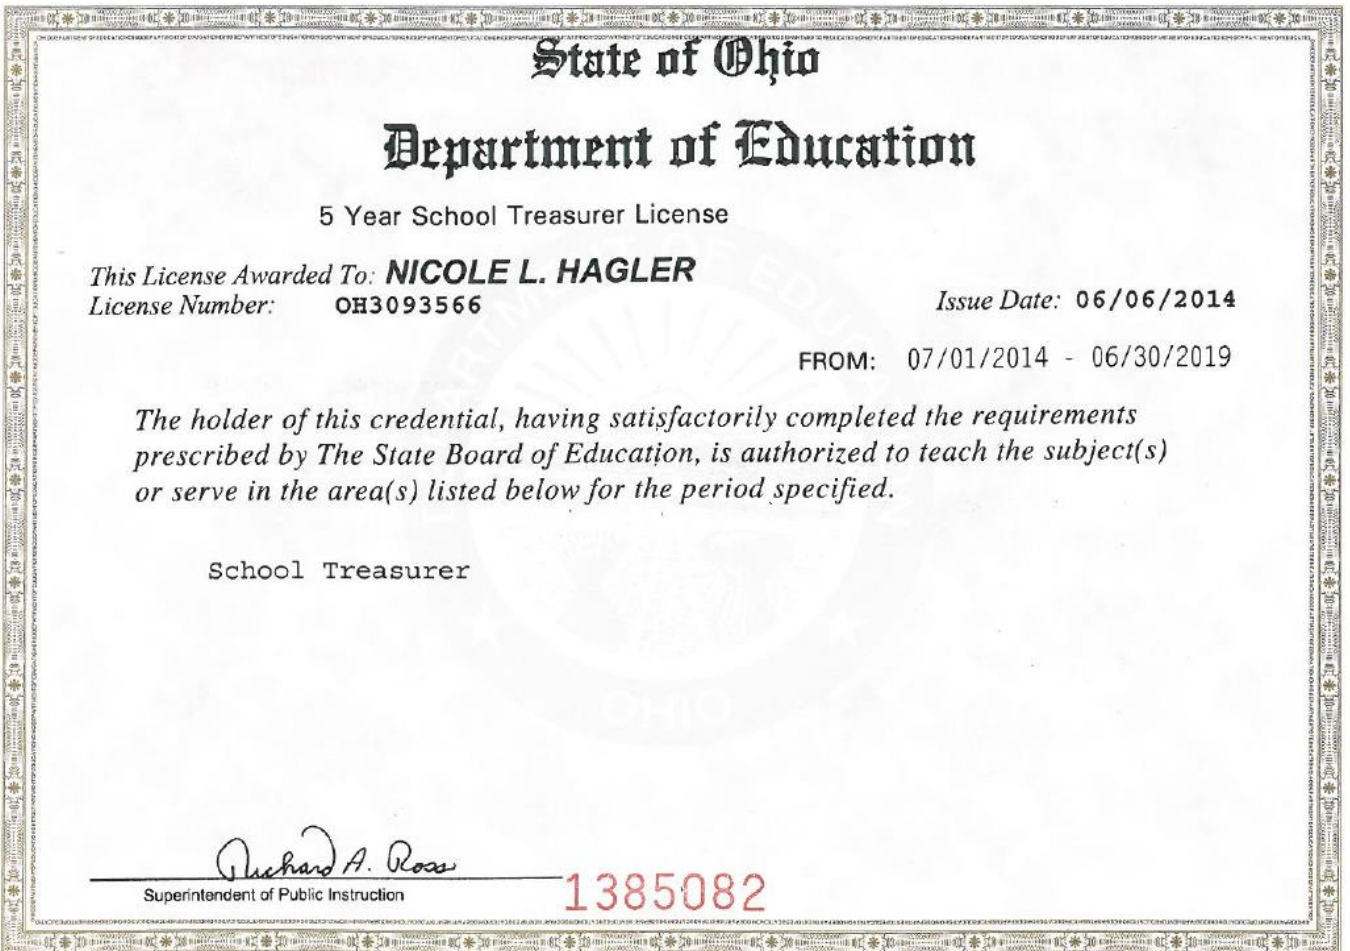 State of Ohio
Department of Education
5 Year School Treasurer License
This License Awarded To: NICOLE L. HAGLER
License Number: OH3093566
Issue Date: 06/06/2014
FROM: 07/01/2014 - 06/30/2019
The holder of this credential, having satisfactorily completed the requirements
prescribed by The State Board of Education, is authorized to teach the subject(s)
or serve in the area(s) listed below for the period specified.
School Treasurer
Richard A. Ross
Superintendent of Public Instruction
1385082